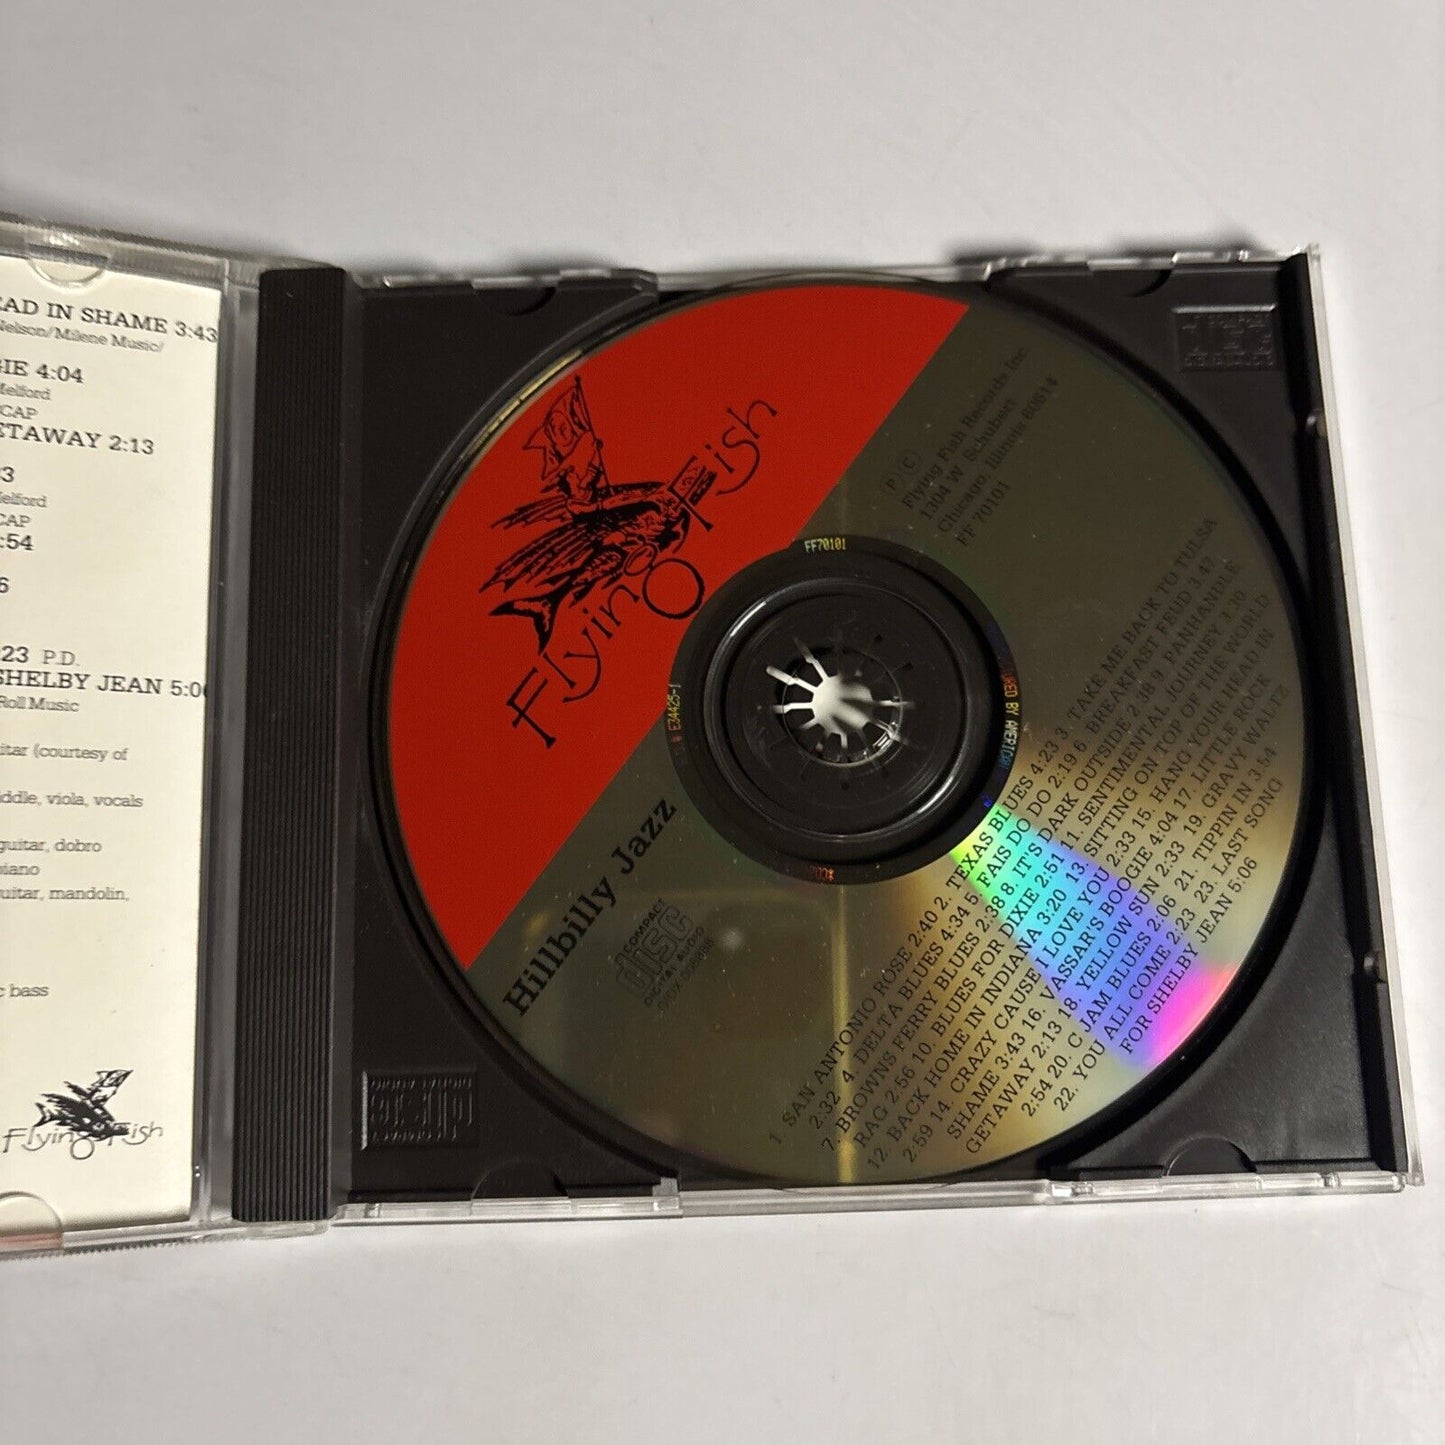 EAD IN SHAME 3:43
Nelson/Milene Music/
GIE 4:04
Melford
CAP
ETAWAY 2:13
33
Melford
CAP
:54
6
:23 P.D.
SHELBY JEAN 5:06
Roll Music
itar (courtesy of
iddle, viola, vocals
guitar, dobro
piano
uitar, mandolin,
c bass
Flying Fish
Flying Fish
P C
Flying Fish Records Inc
1304 W. Schubert
Chicago, Illinois 60614
FF 70101
FF70101
E34425-1
Hillbilly Jazz
COMPACT
disc
DIGITAL AUDIO
1. SAN ANTONIO ROSE 2:40 2. TEXAS BLUES 4:23 3. TAKE ME BACK TO TULSA
2:32 4. DELTA BLUES 4:34 5. FAIS DO DO 2:19 6. BREAKFAST FEUD 3:47
7. BROWNS FERRY BLUES 2:38 8. IT'S DARK OUTSIDE 2:38 9. PANHANDLE
RAG 2:56 10. BLUES FOR DIXIE 2:51 11. SENTIMENTAL JOURNEY 3:30
12. BACK HOME IN INDIANA 3:20 13. SITTING ON TOP OF THE WORLD
2:59 14. CRAZY CAUSE I LOVE YOU 2:33 15. HANG YOUR HEAD IN
SHAME 3:43 16. VASSAR'S BOOGIE 4:04 17. LITTLE ROCK
GETAWAY 2:13 18. YELLOW SUN 2:33 19. GRAVY WALTZ
2:54 20. C JAM BLUES 2:06 21. TIPPIN IN 3:54
22. YOU ALL COME 2:23 23. LAST SONG
FOR SHELBY JEAN 5:06